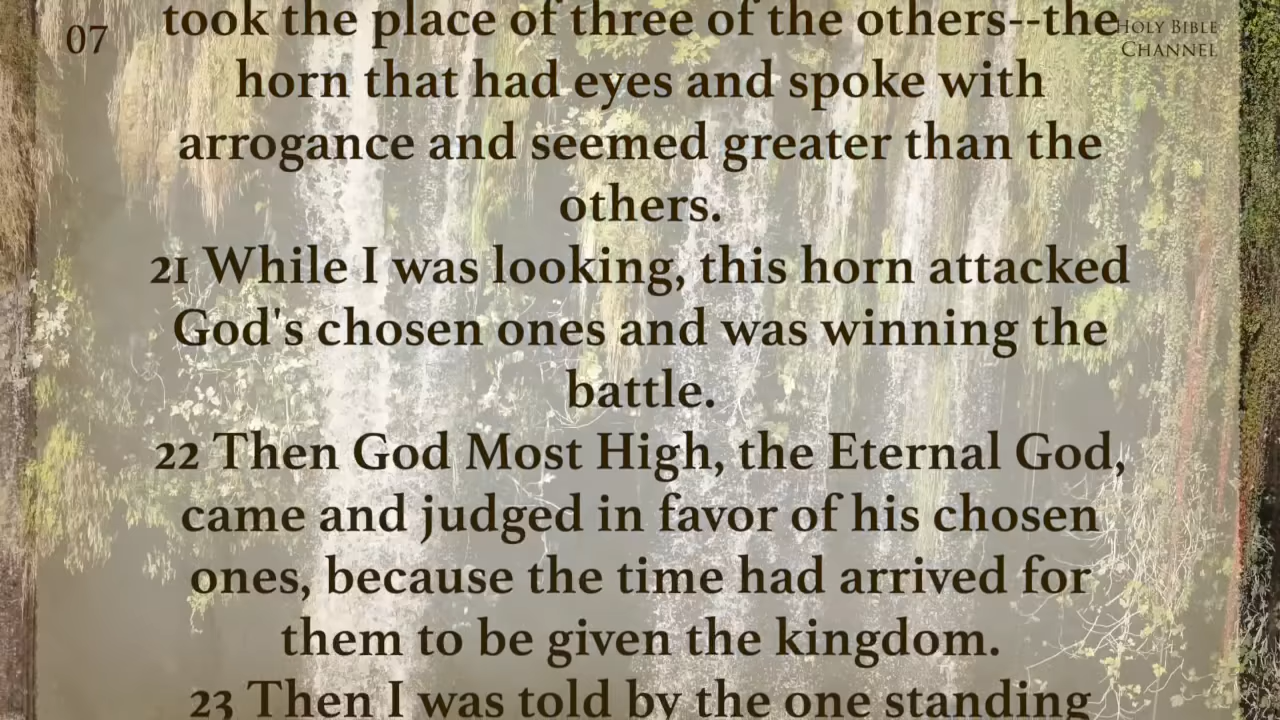 07
HOLY BIBLE
CHANNEL
took the place of three of the others--the
horn that had eyes and spoke with
arrogance and seemed greater than the
others.
21 While I was looking, this horn attacked
God's chosen ones and was winning the
battle.
22 Then God Most High, the Eternal God,
came and judged in favor of his chosen
ones, because the time had arrived for
them to be given the kingdom.
23 Then I was told by the one standing